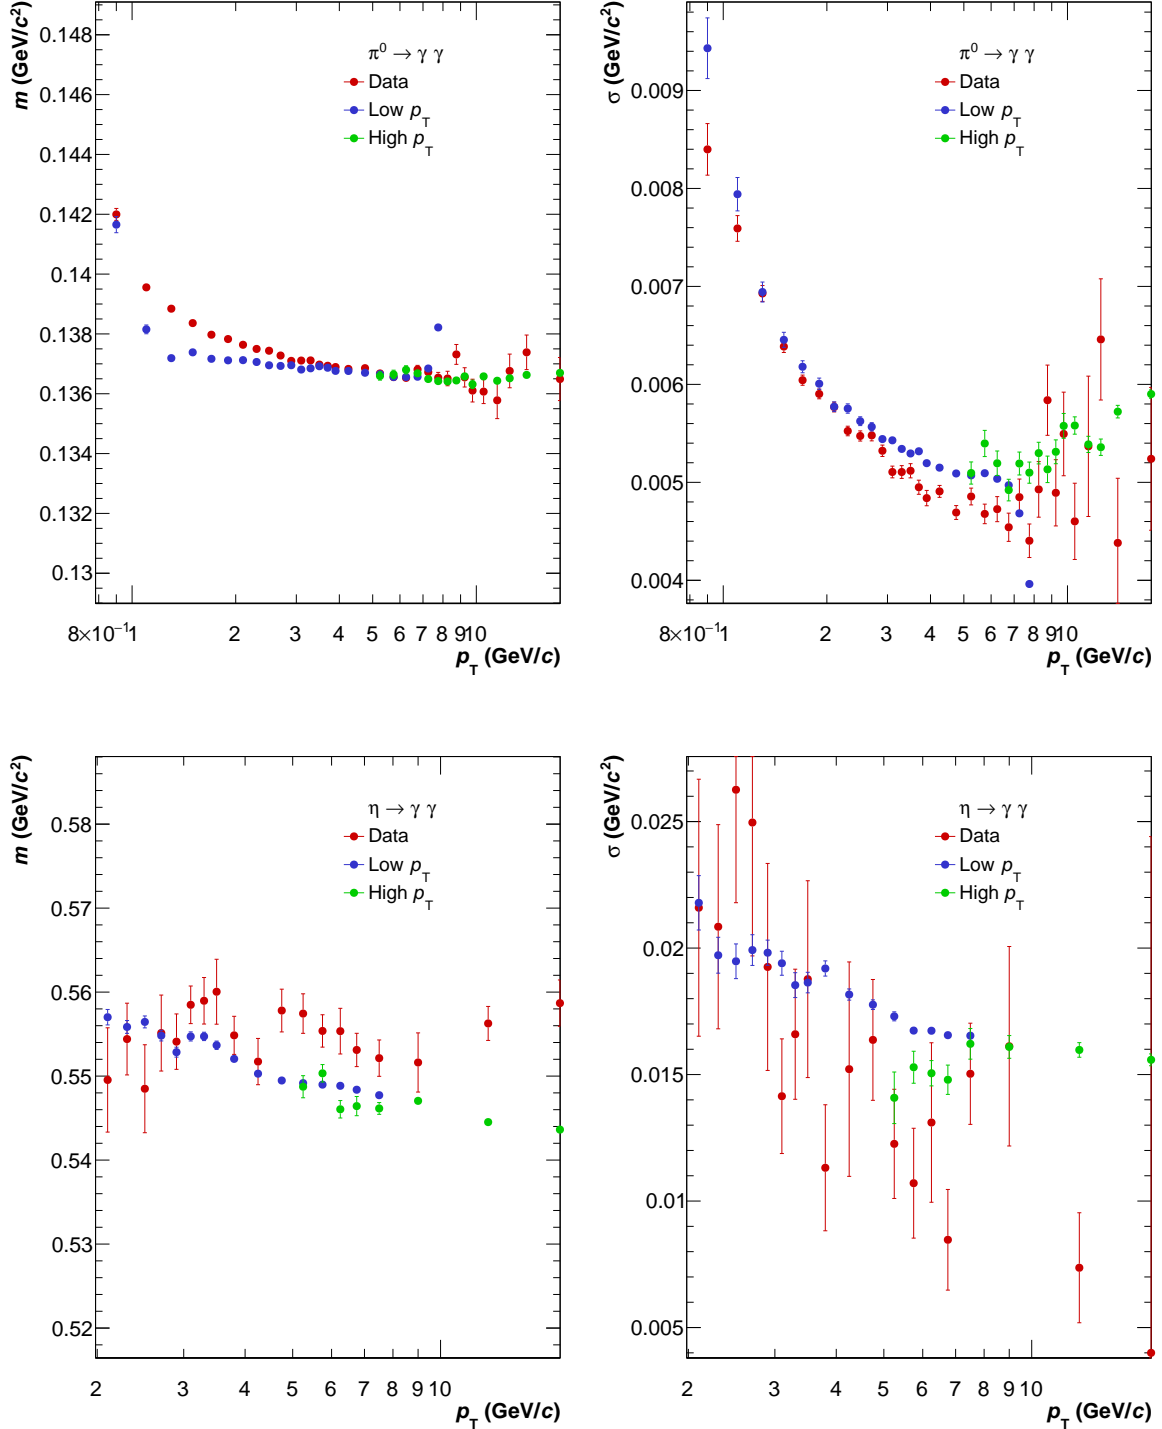 m (GeV/c²)
0.148
0.146
0.144
0.142
0.14
0.138
0.136
0.134
0.132
0.13
π⁰ → γ γ
Data
Low p_T
High p_T
8×10⁻¹ 1 2 3 4 5 6 7 8 9 10
p_T (GeV/c)
σ (GeV/c²)
0.009
0.008
0.007
0.006
0.005
0.004
π⁰ → γ γ
Data
Low p_T
High p_T
8×10⁻¹ 1 2 3 4 5 6 7 8 9 10
p_T (GeV/c)
m (GeV/c²)
0.58
0.57
0.56
0.55
0.54
0.53
0.52
η → γ γ
Data
Low p_T
High p_T
2 3 4 5 6 7 8 9 10
p_T (GeV/c)
σ (GeV/c²)
0.025
0.02
0.015
0.01
0.005
η → γ γ
Data
Low p_T
High p_T
2 3 4 5 6 7 8 9 10
p_T (GeV/c)